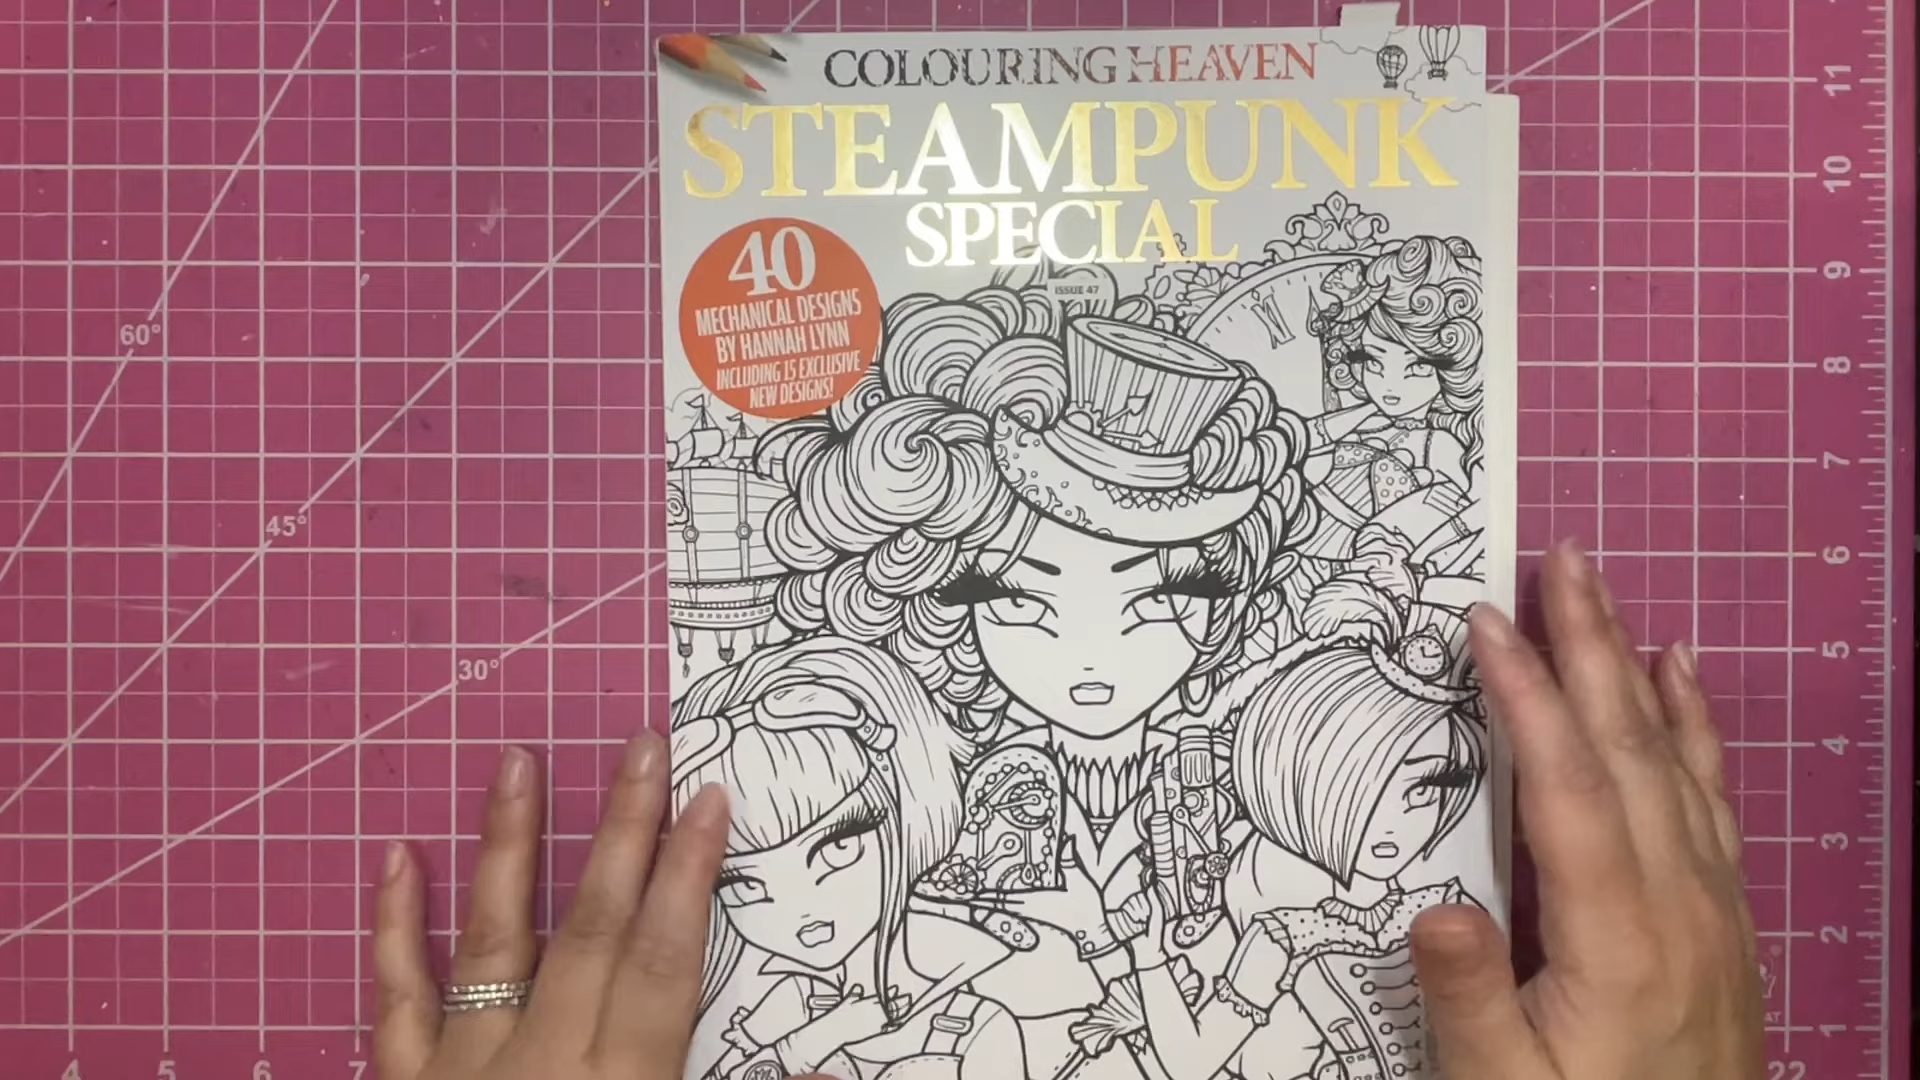 COLOURING HEAVEN
STEAMPUNK
SPECIAL
40
MECHANICAL DESIGNS
BY HANNAH LYNN
INCLUDING 15 EXCLUSIVE
NEW DESIGNS!
ISSUE 47
60°
45°
30°
11
10
9
8
7
6
5
4
3
2
1
4
5
6
7
22